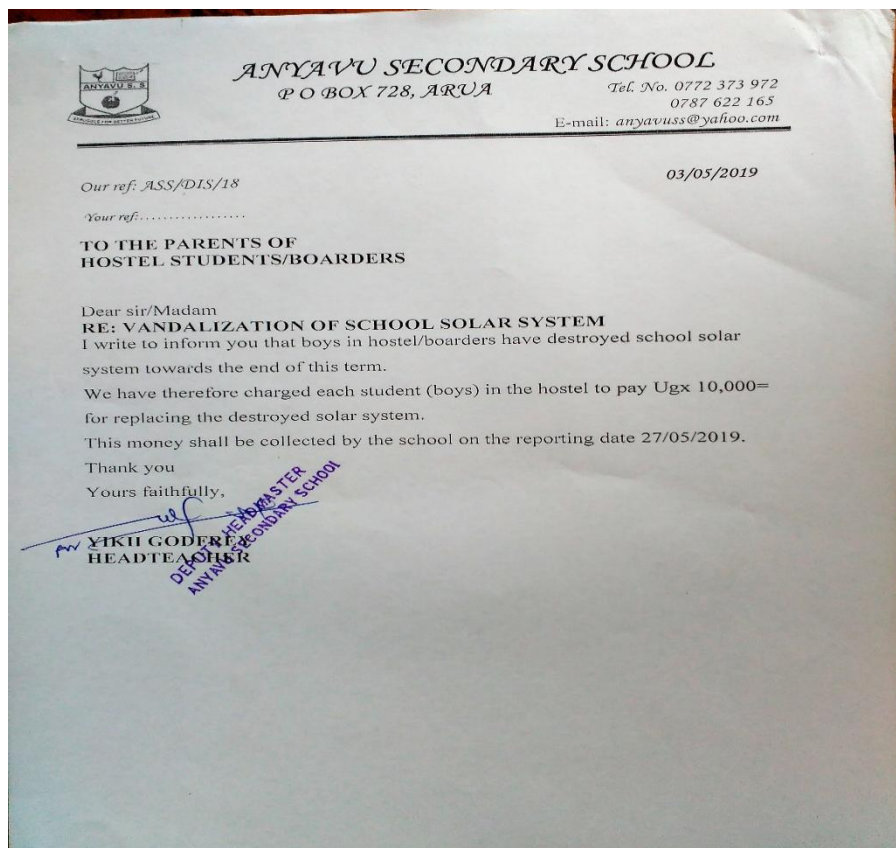 ANYAVU SECONDARY SCHOOL
P O BOX 728, ARUA
Tel. No. 0772 373 972
0787 622 165
E-mail: anyavuss@yahoo.com
ANYAVU S. S
STRUGGLE FOR BETTER FUTURE
Our ref: ASS/DIS/18
03/05/2019
Your ref:..................
TO THE PARENTS OF
HOSTEL STUDENTS/BOARDERS
Dear sir/Madam
RE: VANDALIZATION OF SCHOOL SOLAR SYSTEM
I write to inform you that boys in hostel/boarders have destroyed school solar
system towards the end of this term.
We have therefore charged each student (boys) in the hostel to pay Ugx 10,000=
for replacing the destroyed solar system.
This money shall be collected by the school on the reporting date 27/05/2019.
Thank you
Yours faithfully,
YIKII GODFREY
HEADTEACHER
DEPUTY HEADMASTER
ANYAVU SECONDARY SCHOOL